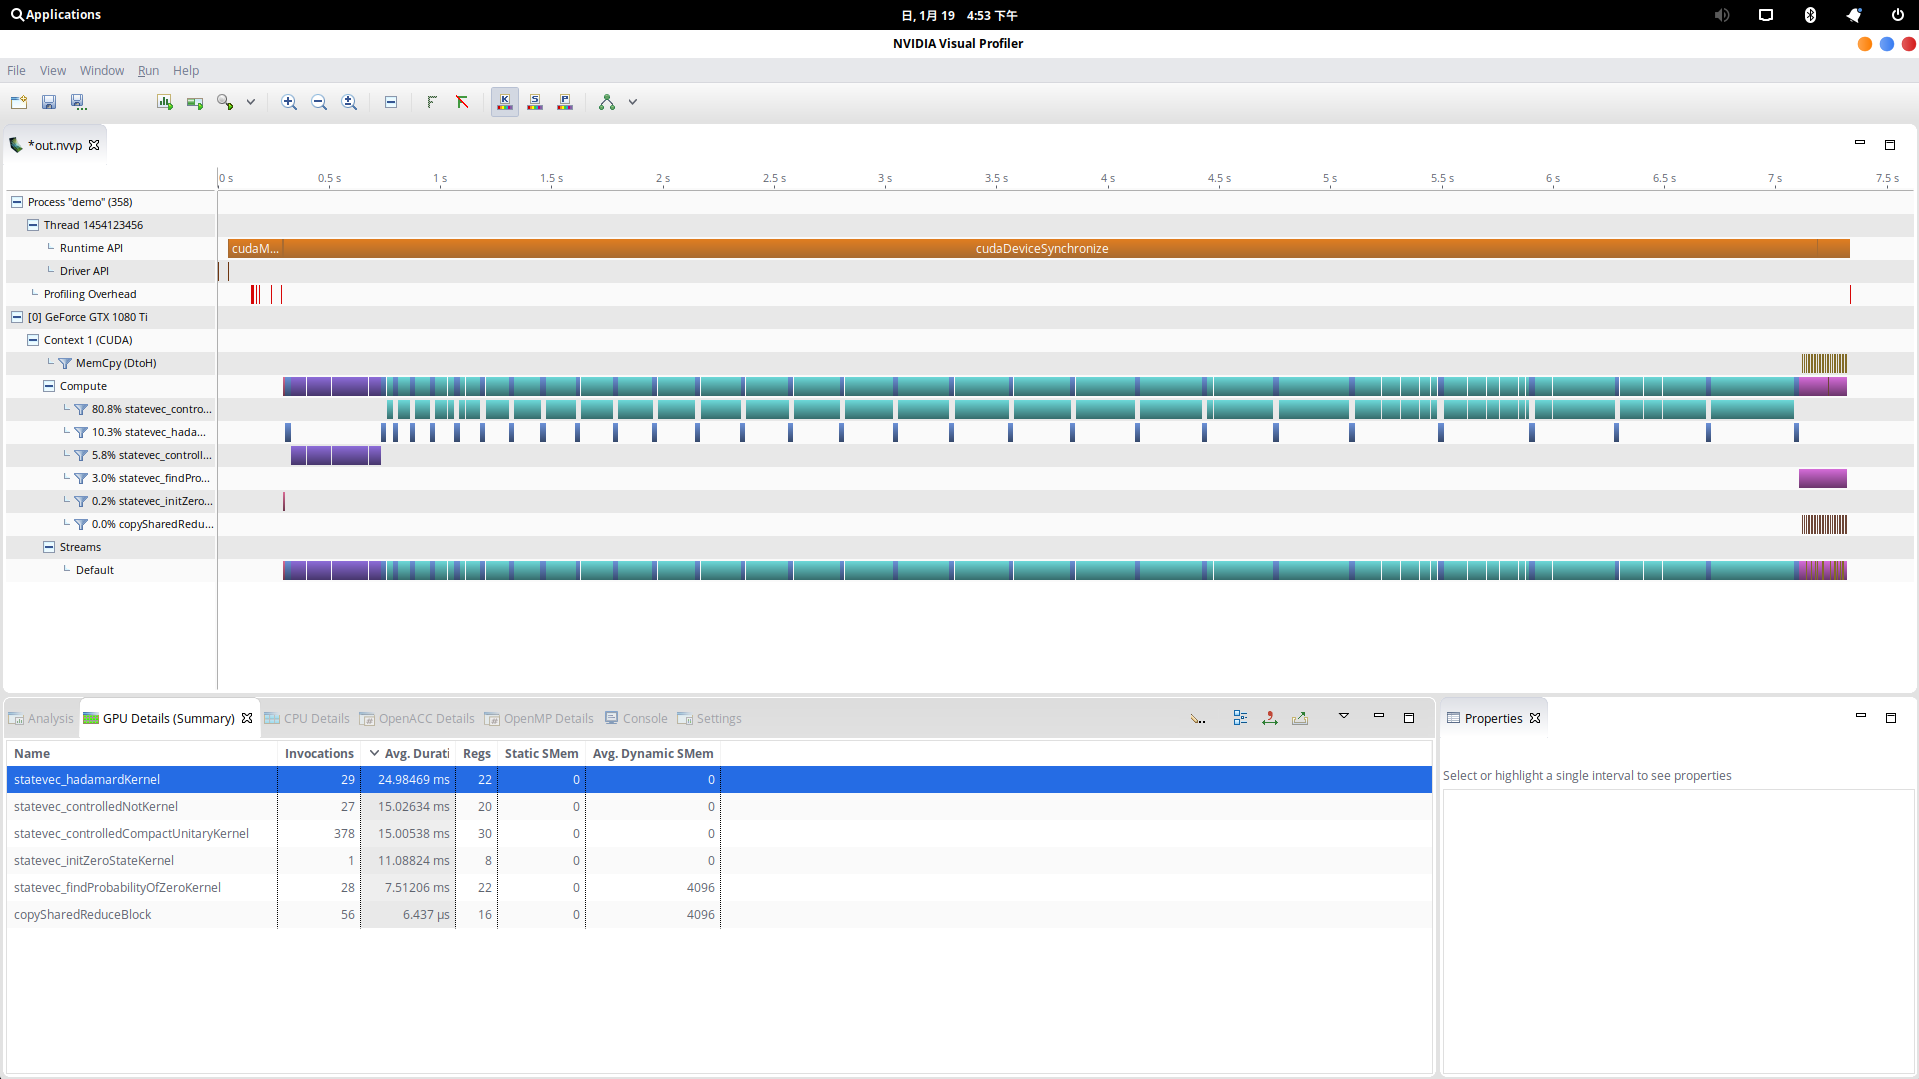 Applications
日, 1月 19 4:53 下午
NVIDIA Visual Profiler
File View Window Run Help
*out.nvvp
0 s 0.5 s 1 s 1.5 s 2 s 2.5 s 3 s 3.5 s 4 s 4.5 s 5 s 5.5 s 6 s 6.5 s 7 s 7.5 s
Process "demo" (358)
Thread 1454123456
Runtime API cudaM... cudaDeviceSynchronize
Driver API
Profiling Overhead
[0] GeForce GTX 1080 Ti
Context 1 (CUDA)
MemCpy (DtoH)
Compute
80.8% statevec_contro...
10.3% statevec_hada...
5.8% statevec_controll...
3.0% statevec_findPro...
0.2% statevec_initZero...
0.0% copySharedRedu...
Streams
Default
Analysis GPU Details (Summary) CPU Details OpenACC Details OpenMP Details Console Settings
Name Invocations Avg. Durati Regs Static SMem Avg. Dynamic SMem
statevec_hadamardKernel 29 24.98469 ms 22 0 0
statevec_controlledNotKernel 27 15.02634 ms 20 0 0
statevec_controlledCompactUnitaryKernel 378 15.00538 ms 30 0 0
statevec_initZeroStateKernel 1 11.08824 ms 8 0 0
statevec_findProbabilityOfZeroKernel 28 7.51206 ms 22 0 4096
copySharedReduceBlock 56 6.437 µs 16 0 4096
Properties
Select or highlight a single interval to see properties